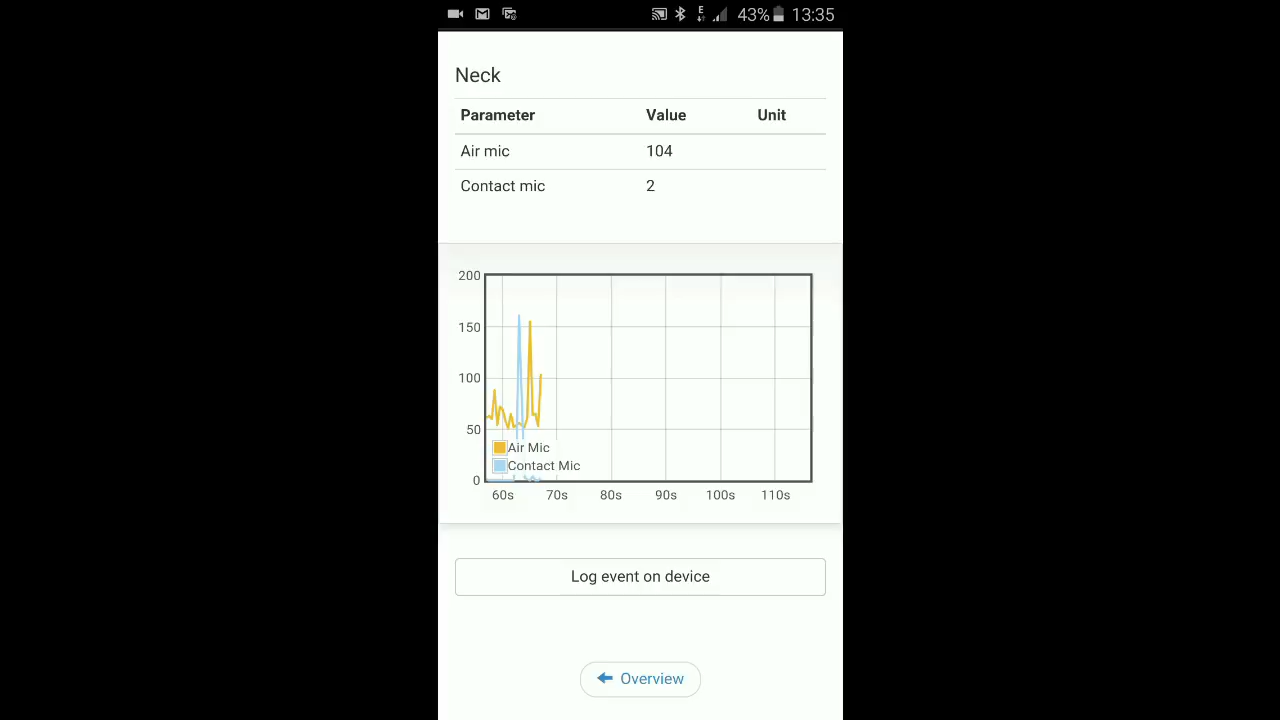 E 43% 13:35
Neck
Parameter Value Unit
Air mic 104
Contact mic 2
200
150
100
50
0
Air Mic
Contact Mic
60s 70s 80s 90s 100s 110s
Log event on device
Overview